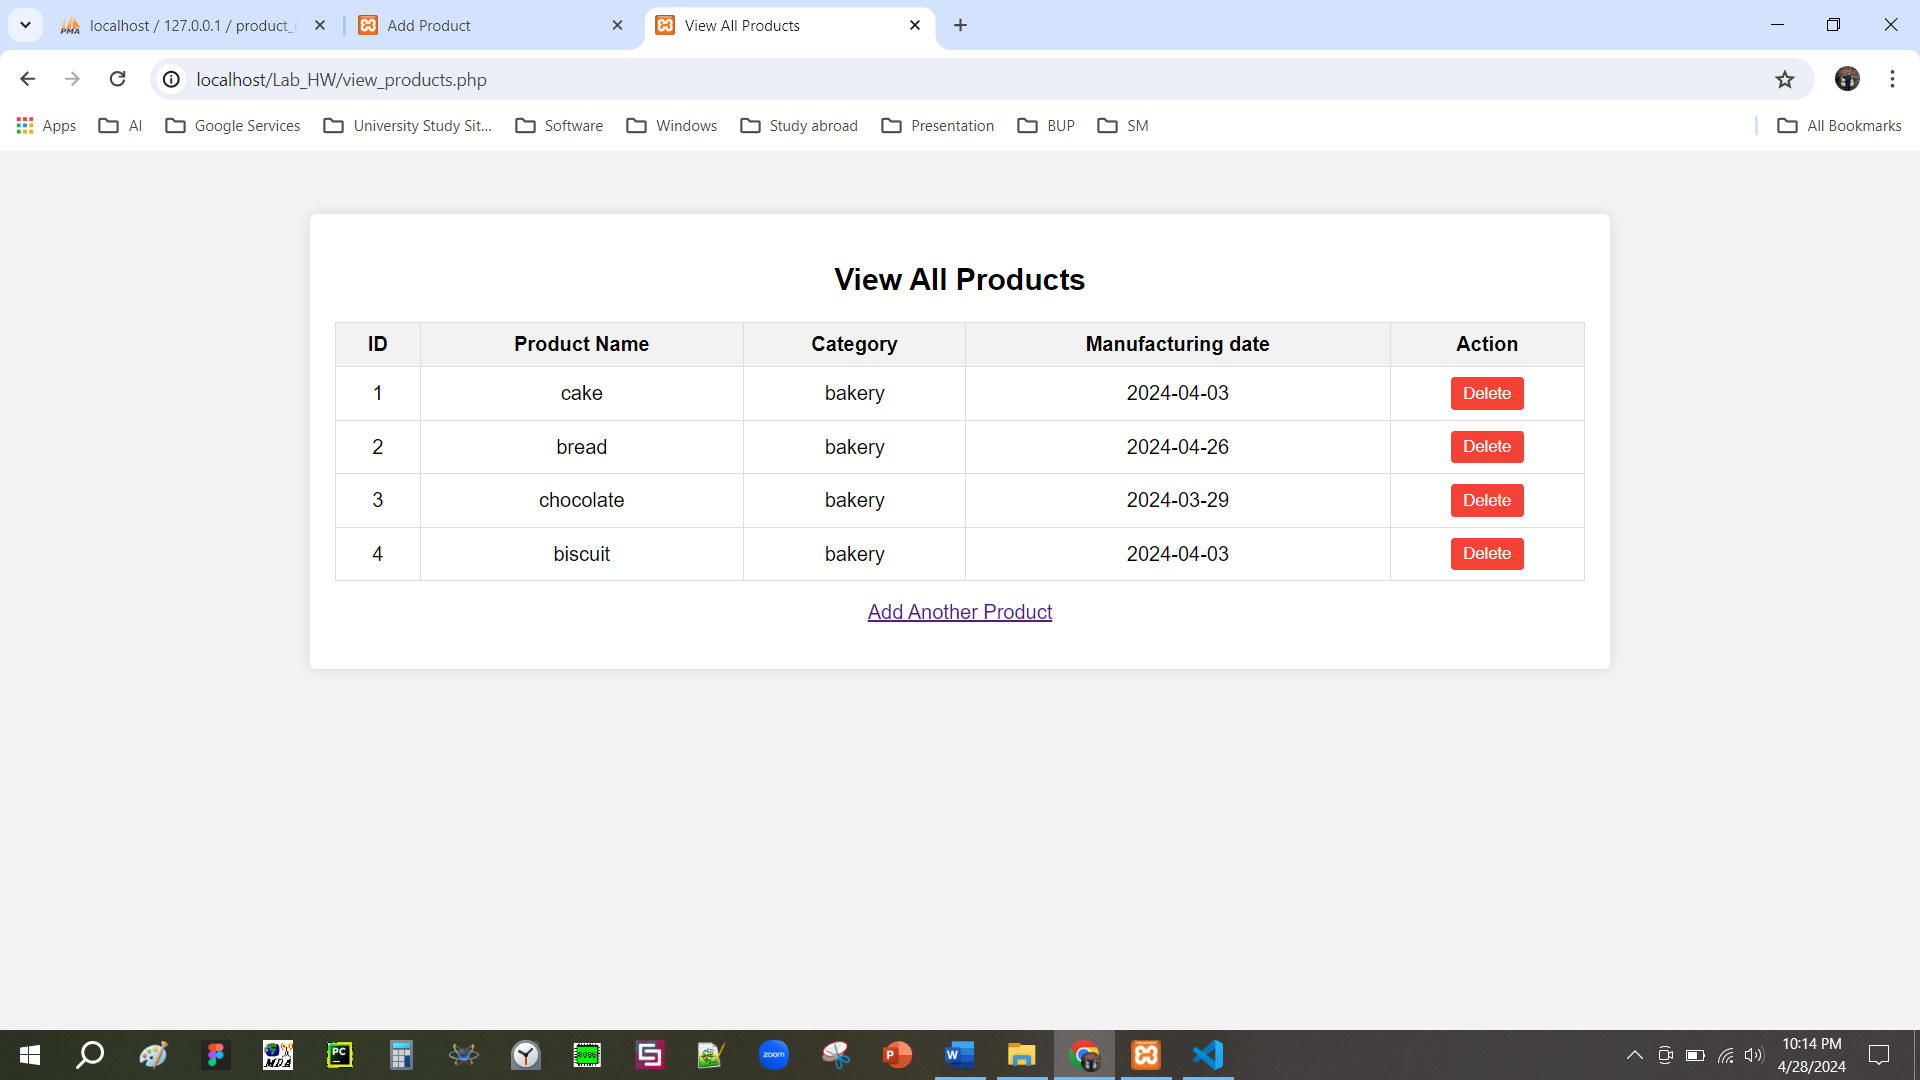 localhost / 127.0.0.1 / product_
Add Product
View All Products
localhost/Lab_HW/view_products.php
Apps AI Google Services University Study Sit... Software Windows Study abroad Presentation BUP SM All Bookmarks
View All Products
ID Product Name Category Manufacturing date Action
1 cake bakery 2024-04-03 Delete
2 bread bakery 2024-04-26 Delete
3 chocolate bakery 2024-03-29 Delete
4 biscuit bakery 2024-04-03 Delete
Add Another Product
zoom
10:14 PM
4/28/2024